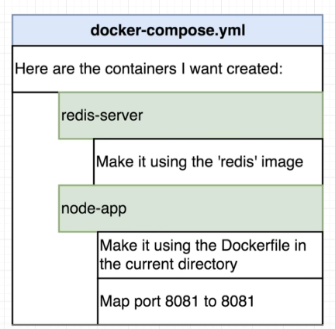 docker-compose.yml
Here are the containers I want created:
redis-server
Make it using the 'redis' image
node-app
Make it using the Dockerfile in
the current directory
Map port 8081 to 8081